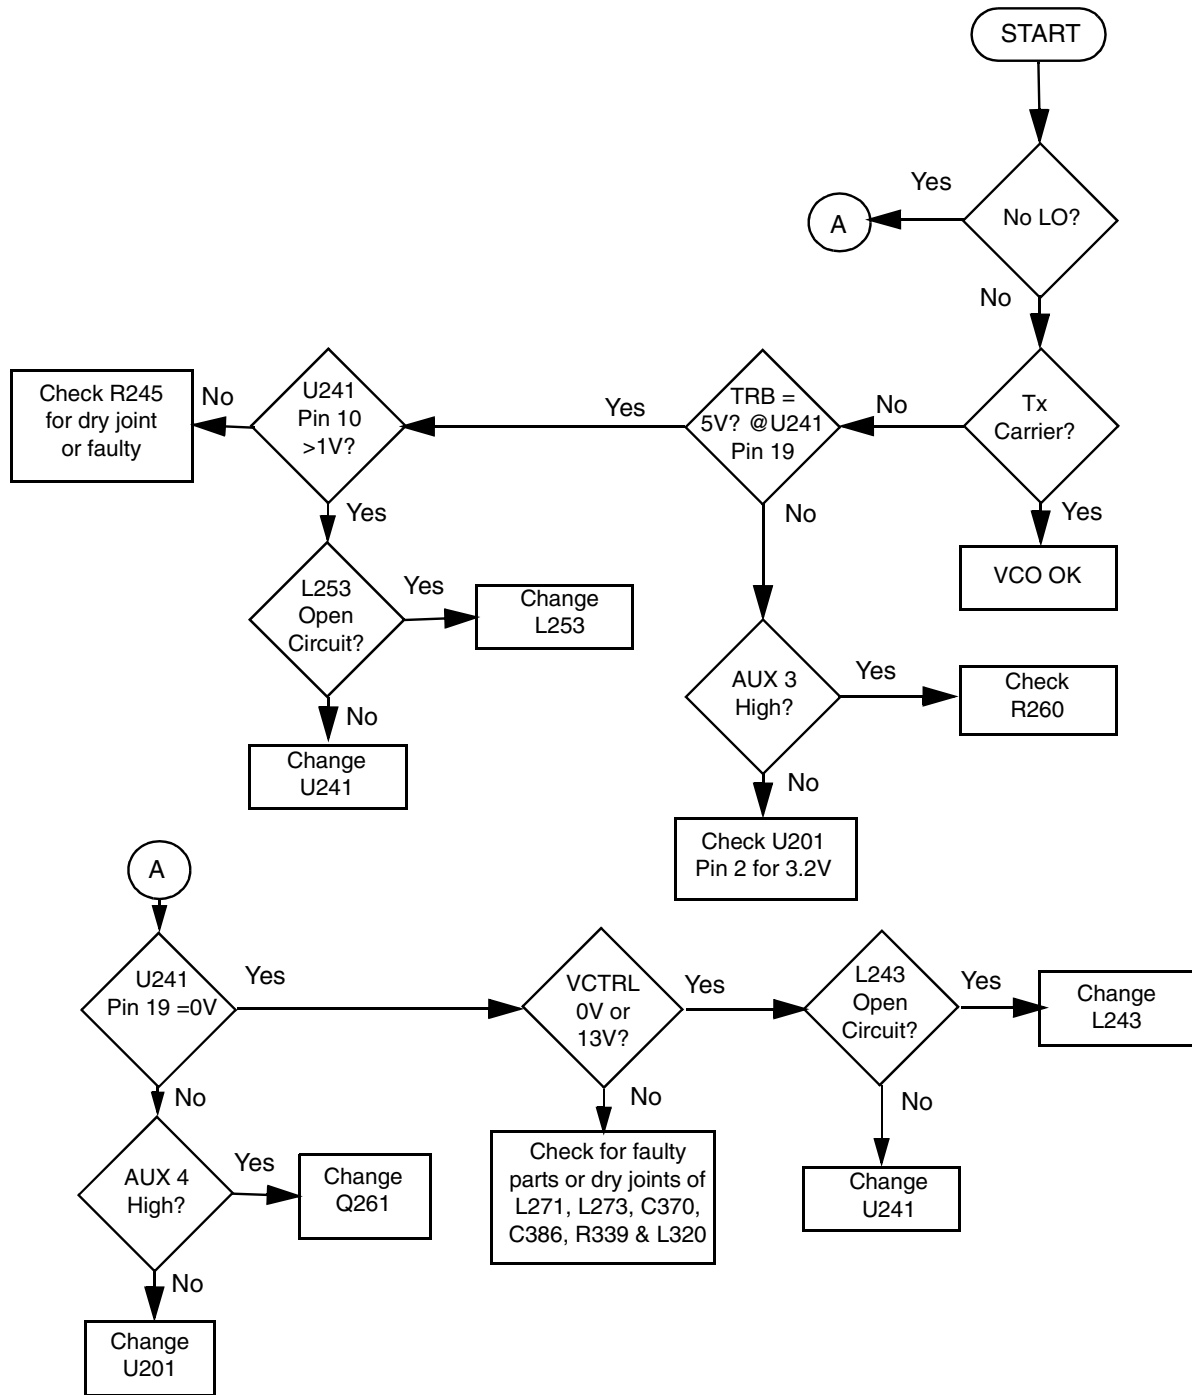 START
Yes
A
No LO?
No
Check R245
for dry joint
or faulty
No
U241
Pin 10
>1V?
Yes
TRB =
5V? @U241
Pin 19
No
Tx
Carrier?
Yes
No
Yes
VCO OK
L253
Open
Circuit?
Yes
Change
L253
No
Change
U241
AUX 3
High?
Yes
Check
R260
No
Check U201
Pin 2 for 3.2V
A
U241
Pin 19 =0V
Yes
VCTRL
0V or
13V?
Yes
L243
Open
Circuit?
Yes
Change
L243
No
No
No
AUX 4
High?
Yes
Change
Q261
Check for faulty
parts or dry joints of
L271, L273, C370,
C386, R339 & L320
Change
U241
No
Change
U201